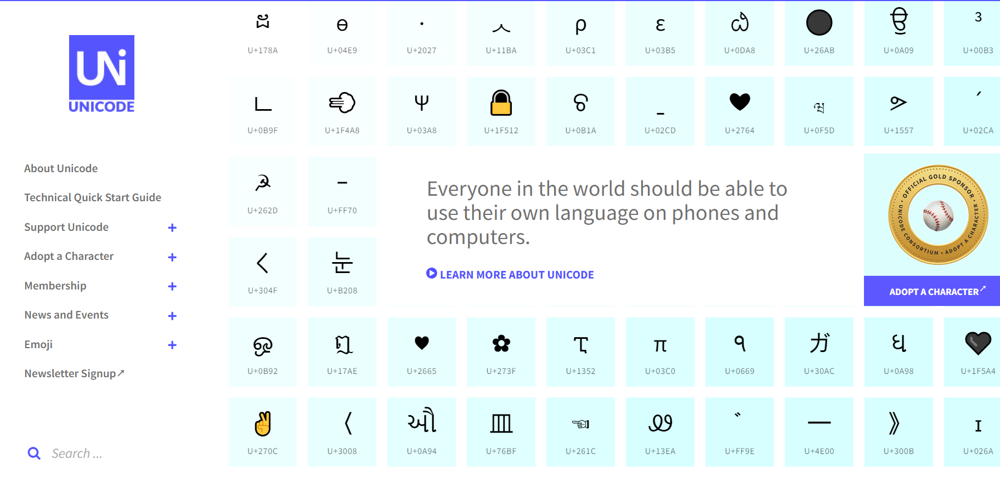 UNi
UNICODE
About Unicode
Technical Quick Start Guide
Support Unicode +
Adopt a Character +
Membership +
News and Events +
Emoji +
Newsletter Signup➚
Search ...
ដ ө ‧ ᆺ ρ ε ඨ ⚫ ਉ ³
U+178A U+04E9 U+2027 U+11BA U+03C1 U+03B5 U+0DA8 U+26AB U+0A09 U+00B3
ட 💨 Ψ 🔒 ଚ ˍ ❤ ཝ ᕗ ˊ
U+0B9F U+1F4A8 U+03A8 U+1F512 U+0B1A U+02CD U+2764 U+0F5D U+1557 U+02CA
☭ ー
U+262D U+FF70
く 눈
U+304F U+B208
Everyone in the world should be able to
use their own language on phones and
computers.
LEARN MORE ABOUT UNICODE
• OFFICIAL GOLD SPONSOR •
UNICODE CONSORTIUM • ADOPT A CHARACTER
ADOPT A CHARACTER➚
ஒ ឮ ♥ ✿ ፒ π ٩ ガ ઘ 🖤
U+0B92 U+17AE U+2665 U+273F U+1352 U+03C0 U+0669 U+30AC U+0A98 U+1F5A4
✌ 〈 ઔ 皿 ☜ Ꮺ ﾞ 一 》 ɪ
U+270C U+3008 U+0A94 U+76BF U+261C U+13EA U+FF9E U+4E00 U+300B U+026A